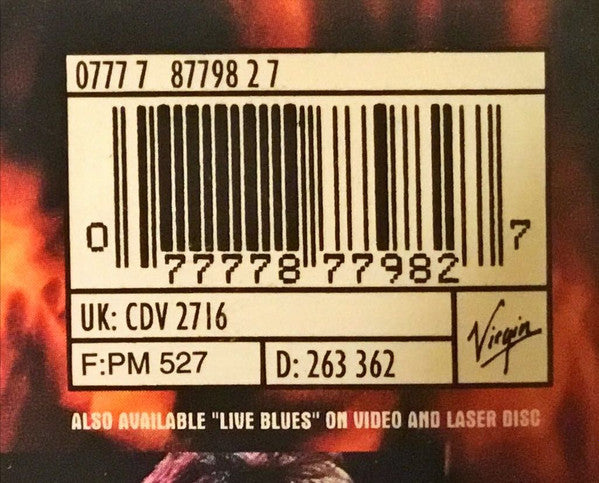 0777 7 87798 2 7
0 77778 77982 7
UK: CDV 2716
F:PM 527
D: 263 362
Virgin
ALSO AVAILABLE "LIVE BLUES" ON VIDEO AND LASER DISC